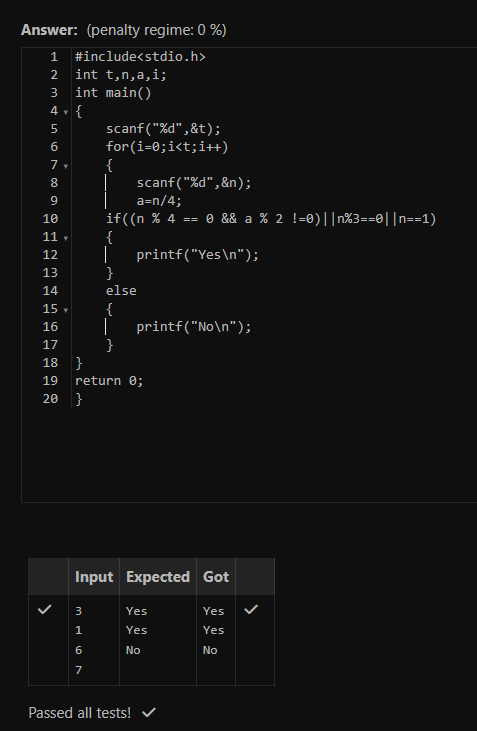 Answer: (penalty regime: 0 %)
1 #include<stdio.h>
2 int t,n,a,i;
3 int main()
4 {
5     scanf("%d",&t);
6     for(i=0;i<t;i++)
7     {
8         scanf("%d",&n);
9         a=n/4;
10     if((n % 4 == 0 && a % 2 !=0)||n%3==0||n==1)
11     {
12         printf("Yes\n");
13     }
14     else
15     {
16         printf("No\n");
17     }
18 }
19 return 0;
20 }
Input Expected Got
3 Yes Yes
1 Yes Yes
6 No No
7
Passed all tests!